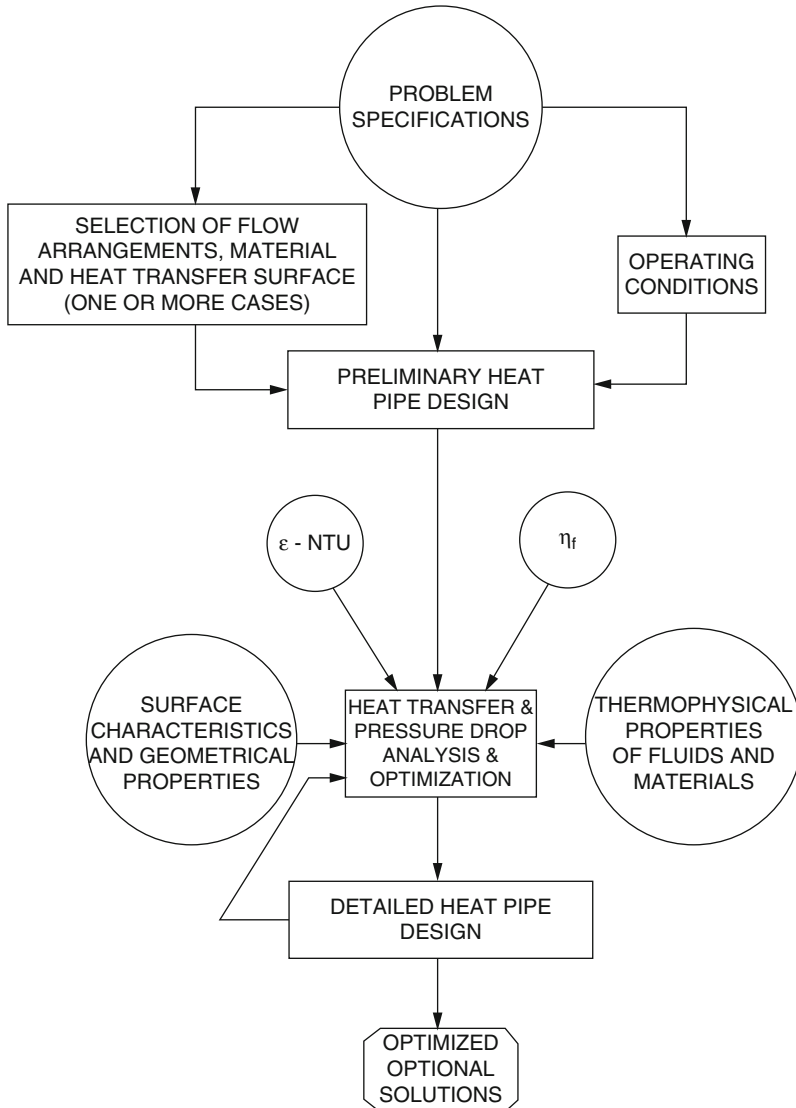 PROBLEM
SPECIFICATIONS
SELECTION OF FLOW
ARRANGEMENTS, MATERIAL
AND HEAT TRANSFER SURFACE
(ONE OR MORE CASES)
OPERATING
CONDITIONS
PRELIMINARY HEAT
PIPE DESIGN
ε - NTU
ηf
SURFACE
CHARACTERISTICS
AND GEOMETRICAL
PROPERTIES
HEAT TRANSFER &
PRESSURE DROP
ANALYSIS &
OPTIMIZATION
THERMOPHYSICAL
PROPERTIES
OF FLUIDS AND
MATERIALS
DETAILED HEAT PIPE
DESIGN
OPTIMIZED
OPTIONAL
SOLUTIONS